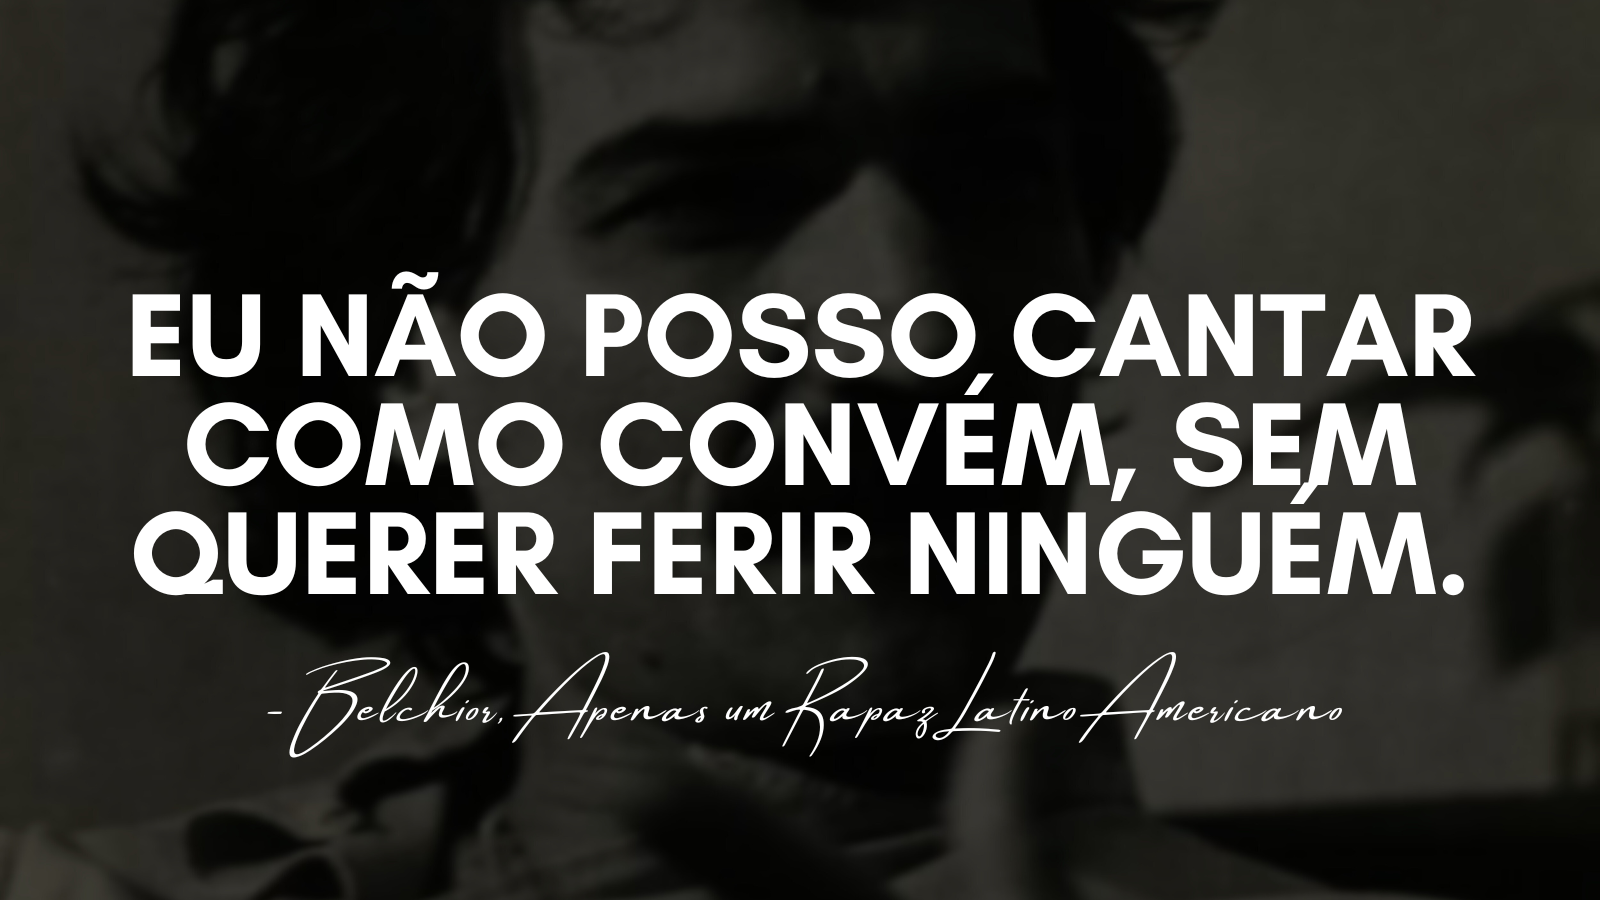 EU NÃO POSSO CANTAR
COMO CONVÉM, SEM
QUERER FERIR NINGUÉM.
- Belchior, Apenas um Rapaz Latino Americano